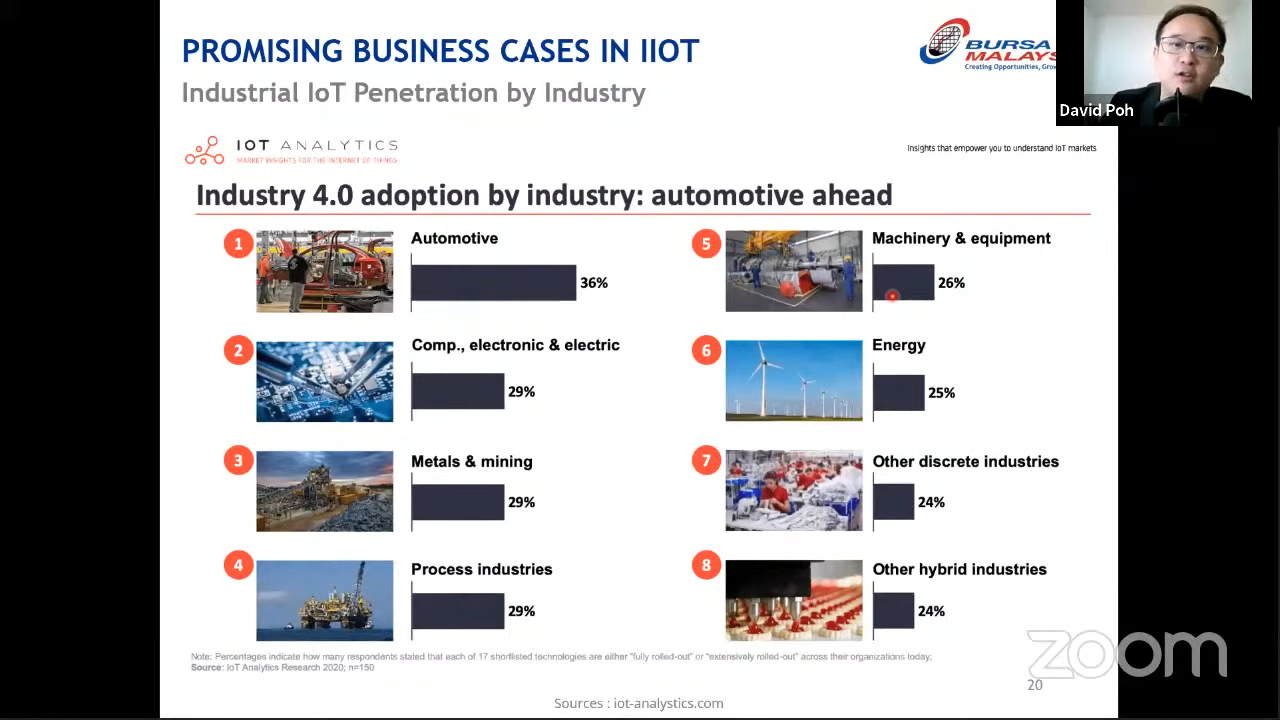 PROMISING BUSINESS CASES IN IIOT
Industrial IoT Penetration by Industry
BURSA
MALAYS
Creating Opportunities, Grow
David Poh
IOT ANALYTICS
MARKET INSIGHTS FOR THE INTERNET OF THINGS
Insights that empower you to understand IoT markets
Industry 4.0 adoption by industry: automotive ahead
1
Automotive
36%
2
Comp., electronic & electric
29%
3
Metals & mining
29%
4
Process industries
29%
5
Machinery & equipment
26%
6
Energy
25%
7
Other discrete industries
24%
8
Other hybrid industries
24%
Note: Percentages indicate how many respondents stated that each of 17 shortlisted technologies are either "fully rolled-out" or "extensively rolled-out" across their organizations today;
Source: IoT Analytics Research 2020; n=150
zoom
20
Sources : iot-analystics.com